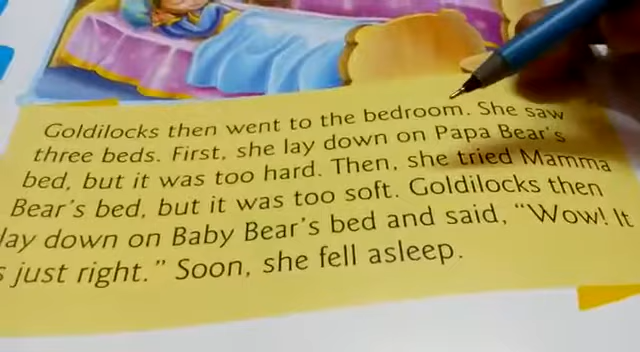 Goldilocks then went to the bedroom. She saw
three beds. First, she lay down on Papa Bear's
bed, but it was too hard. Then, she tried Mamma
Bear's bed, but it was too soft. Goldilocks then
lay down on Baby Bear's bed and said, "Wow! It
s just right." Soon, she fell asleep.